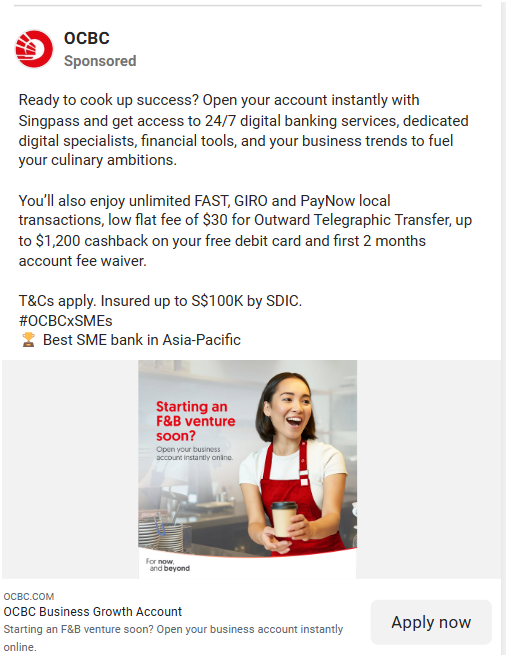 OCBC
Sponsored
Ready to cook up success? Open your account instantly with
Singpass and get access to 24/7 digital banking services, dedicated
digital specialists, financial tools, and your business trends to fuel
your culinary ambitions.
You’ll also enjoy unlimited FAST, GIRO and PayNow local
transactions, low flat fee of $30 for Outward Telegraphic Transfer, up
to $1,200 cashback on your free debit card and first 2 months
account fee waiver.
T&Cs apply. Insured up to S$100K by SDIC.
#OCBCxSMEs
🏆 Best SME bank in Asia-Pacific
Starting an
F&B venture
soon?
Open your business
account instantly online.
For now,
and beyond
OCBC.COM
OCBC Business Growth Account
Starting an F&B venture soon? Open your business account instantly
online.
Apply now